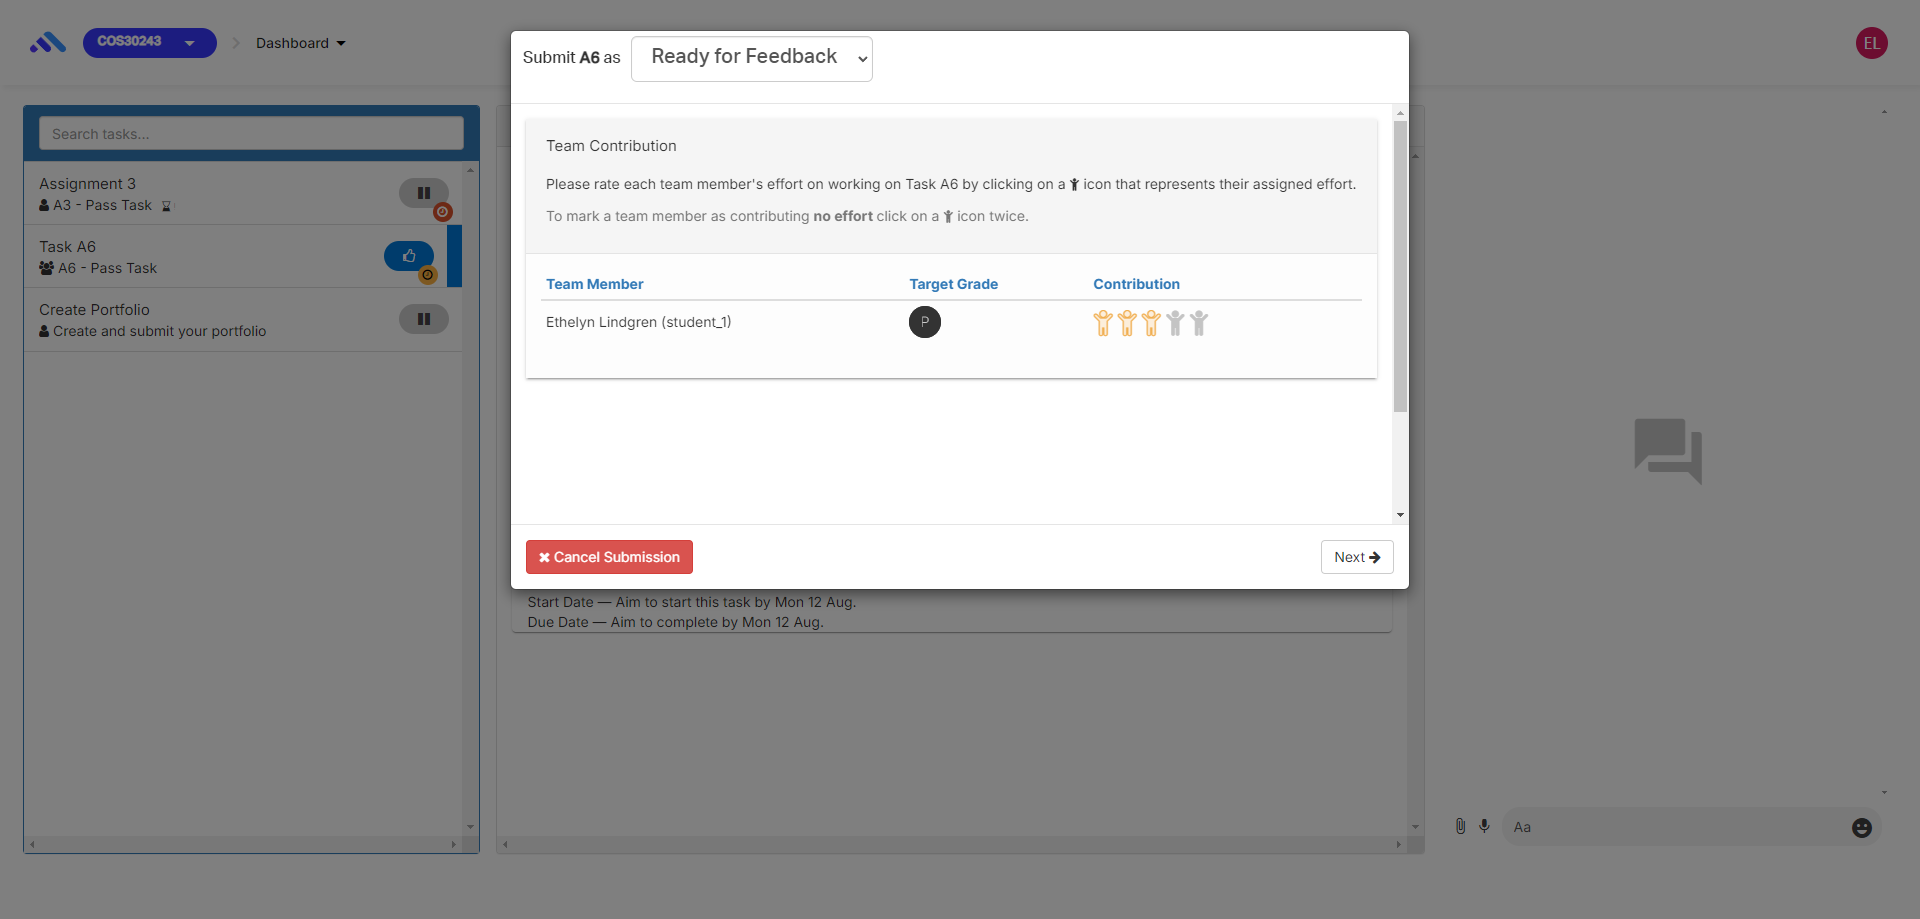 COS30243
Dashboard
EL
Search tasks...
Assignment 3
A3 - Pass Task
Task A6
A6 - Pass Task
Create Portfolio
Create and submit your portfolio
Submit A6 as
Ready for Feedback
Team Contribution
Please rate each team member's effort on working on Task A6 by clicking on a icon that represents their assigned effort.
To mark a team member as contributing no effort click on a icon twice.
Team Member Target Grade Contribution
Ethelyn Lindgren (student_1) P
Cancel Submission
Next
Start Date — Aim to start this task by Mon 12 Aug.
Due Date — Aim to complete by Mon 12 Aug.
Aa